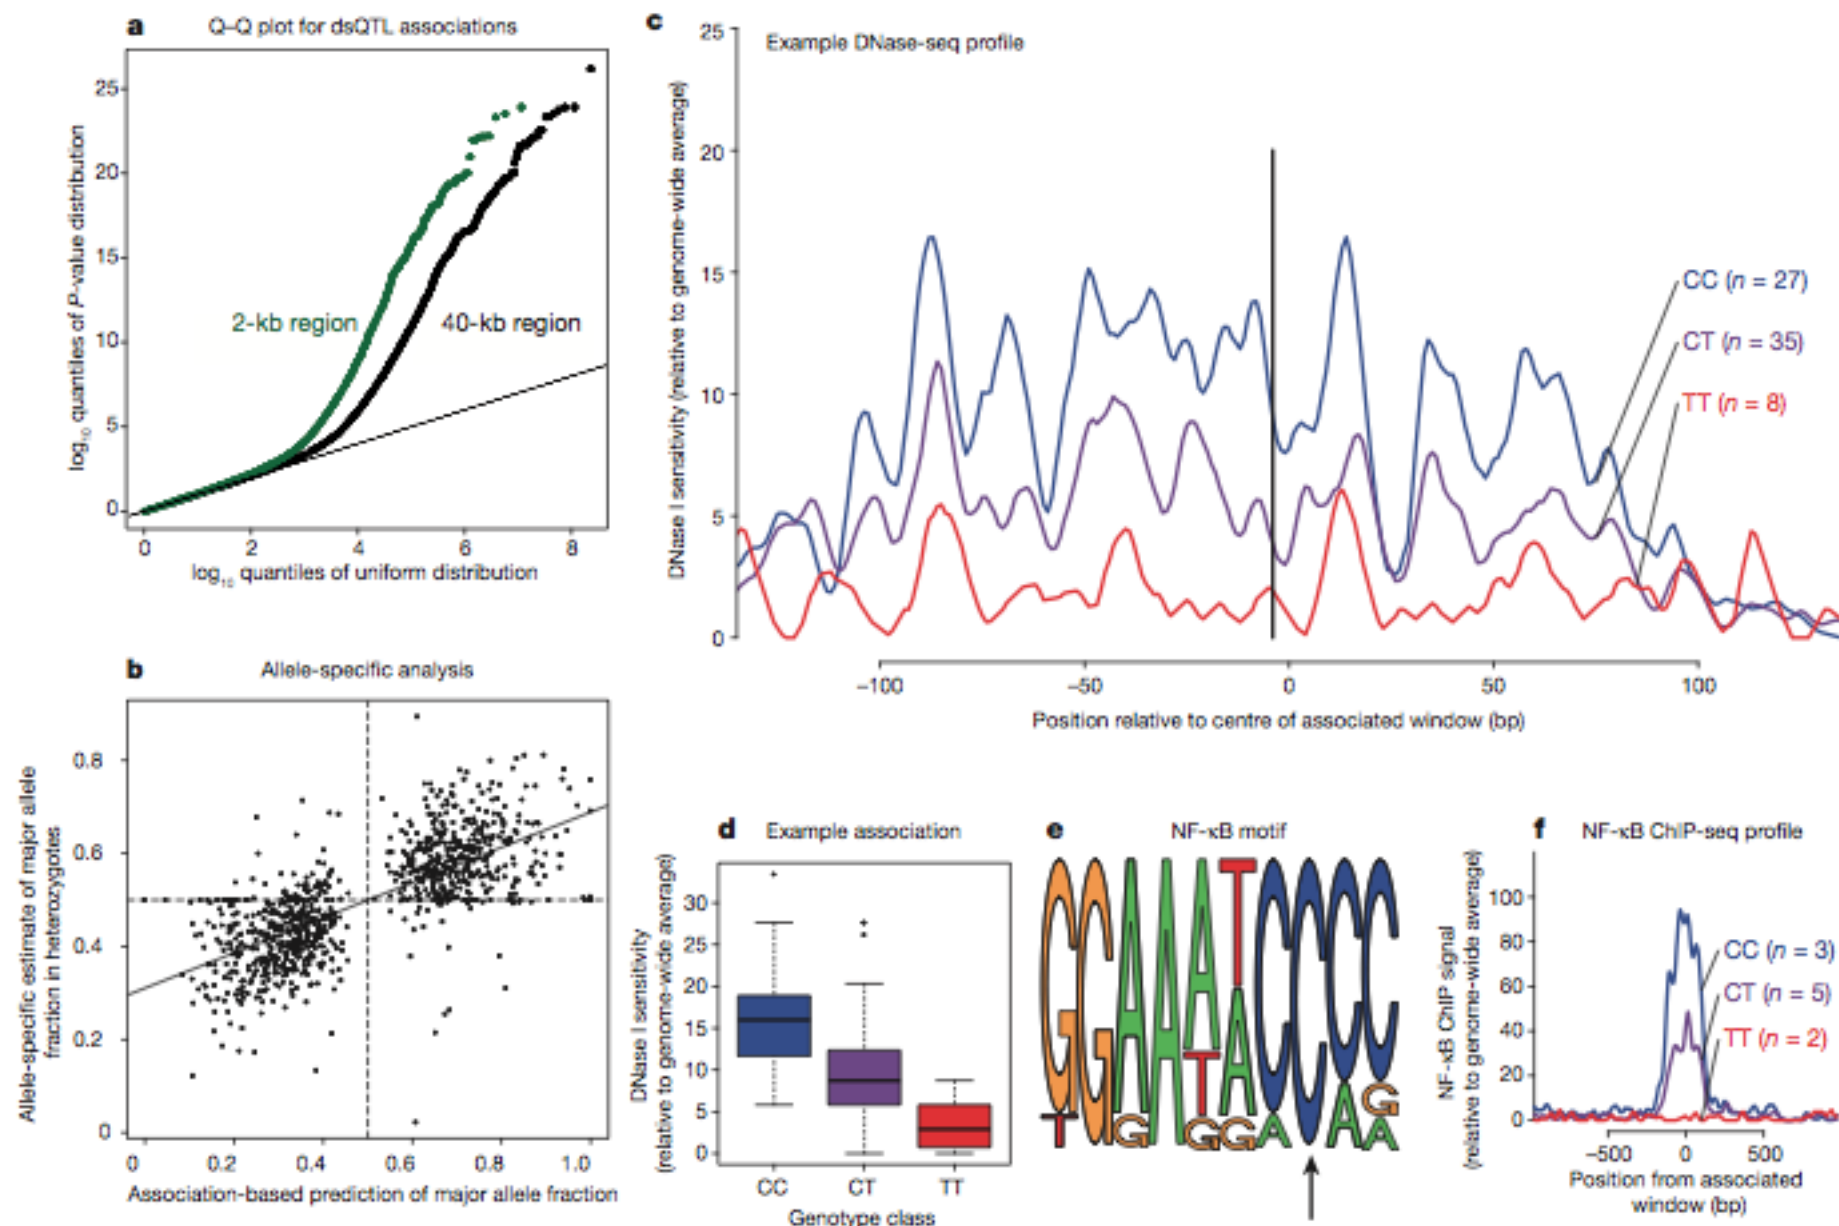 a Q–Q plot for dsQTL associations
log10 quantiles of P-value distribution
25
20
15
10
5
0
2-kb region
40-kb region
0 2 4 6 8
log10 quantiles of uniform distribution
b Allele-specific analysis
Allele-specific estimate of major allele
fraction in heterozygotes
0.8
0.6
0.4
0.2
0
0 0.2 0.4 0.6 0.8 1.0
Association-based prediction of major allele fraction
c Example DNase-seq profile
DNase I sensitivity (relative to genome-wide average)
25
20
15
10
5
0
CC (n = 27)
CT (n = 35)
TT (n = 8)
–100 –50 0 50 100
Position relative to centre of associated window (bp)
d Example association
DNase I sensitivity
(relative to genome-wide average)
30
25
20
15
10
5
0
CC CT TT
Genotype class
e NF-κB motif
G G A A A T C C C C
T G T A A A G
G G A
f NF-κB ChIP-seq profile
NF-κB ChIP signal
(relative to genome-wide average)
100
80
60
40
20
0
CC (n = 3)
CT (n = 5)
TT (n = 2)
–500 0 500
Position from associated
window (bp)